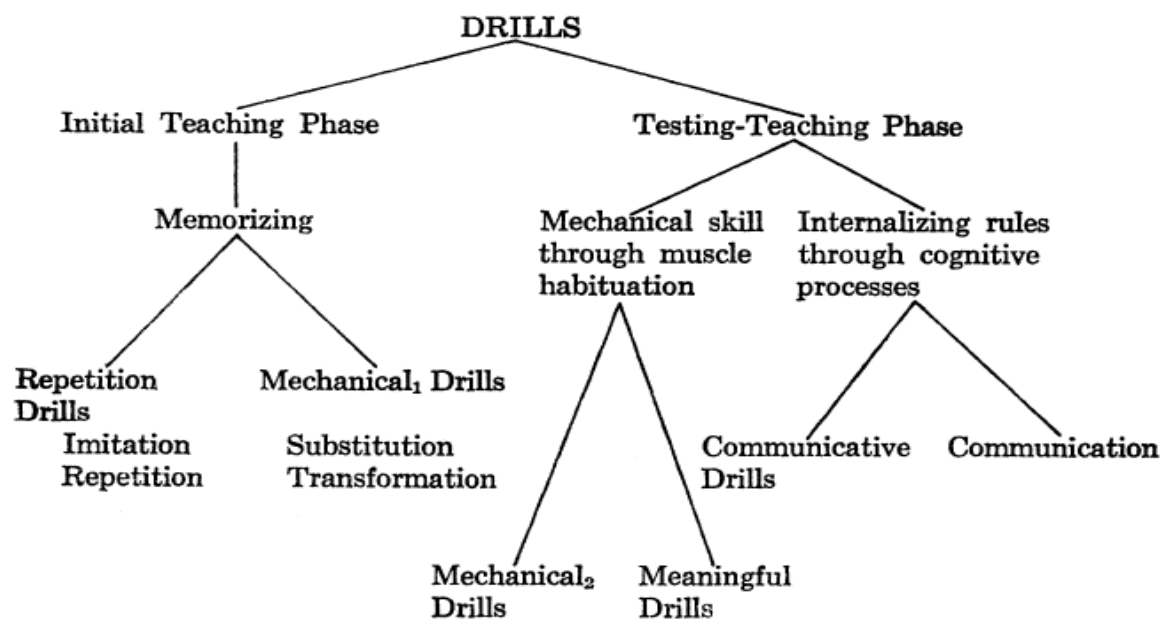 DRILLS
Initial Teaching Phase
Testing-Teaching Phase
Memorizing
Mechanical skill
through muscle
habituation
Internalizing rules
through cognitive
processes
Repetition
Drills
Imitation
Repetition
Mechanical₁ Drills
Substitution
Transformation
Communicative
Drills
Communication
Mechanical₂
Drills
Meaningful
Drills